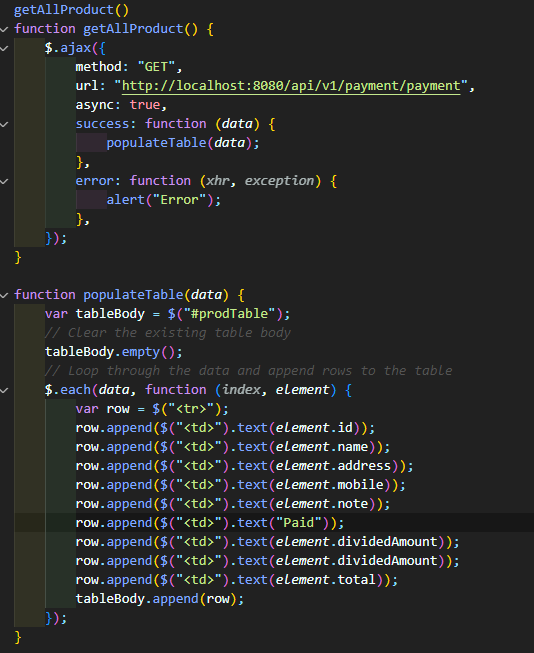 getAllProduct()
function getAllProduct() {
    $.ajax({
        method: "GET",
        url: "http://localhost:8080/api/v1/payment/payment",
        async: true,
        success: function (data) {
            populateTable(data);
        },
        error: function (xhr, exception) {
            alert("Error");
        },
    });
}

function populateTable(data) {
    var tableBody = $("#prodTable");
    // Clear the existing table body
    tableBody.empty();
    // Loop through the data and append rows to the table
    $.each(data, function (index, element) {
        var row = $("<tr>");
        row.append($("<td>").text(element.id));
        row.append($("<td>").text(element.name));
        row.append($("<td>").text(element.address));
        row.append($("<td>").text(element.mobile));
        row.append($("<td>").text(element.note));
        row.append($("<td>").text("Paid"));
        row.append($("<td>").text(element.dividedAmount));
        row.append($("<td>").text(element.dividedAmount));
        row.append($("<td>").text(element.total));
        tableBody.append(row);
    });
}